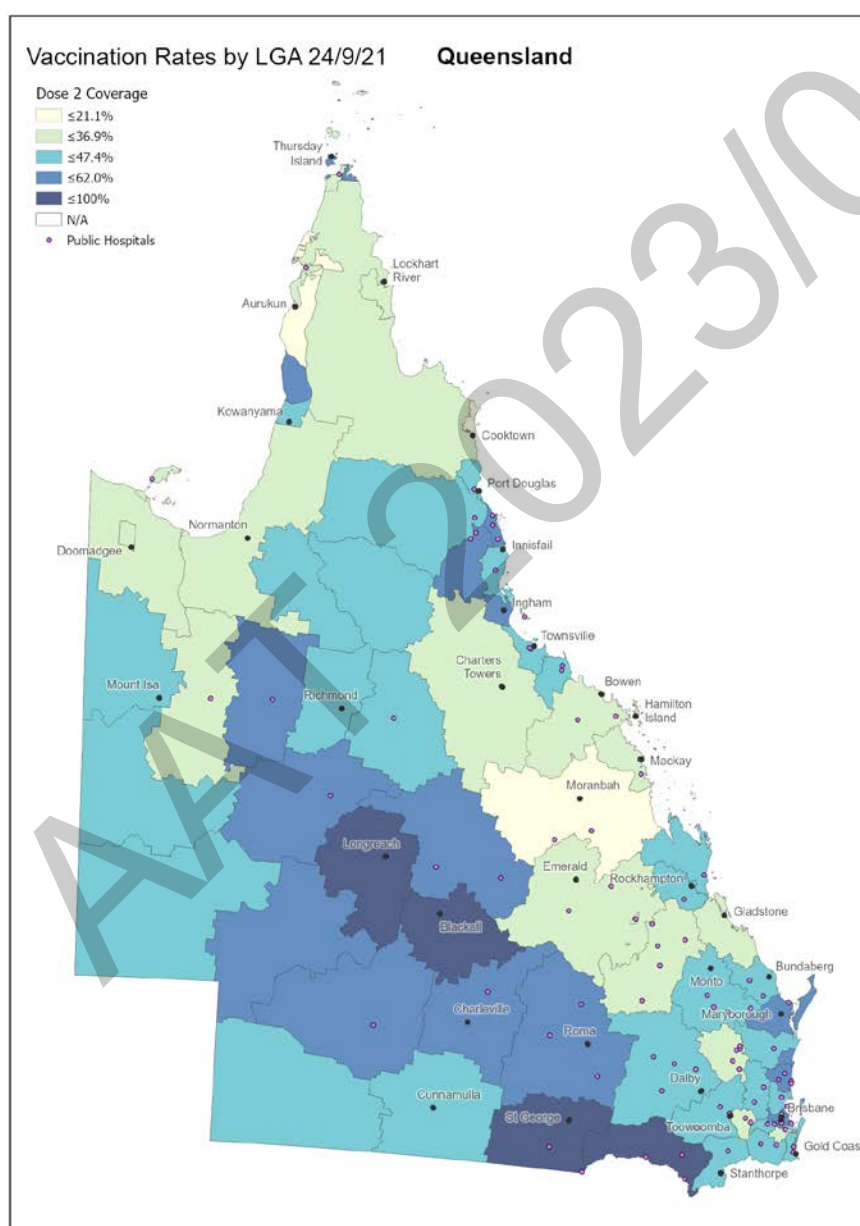 Vaccination Rates by LGA 24/9/21 Queensland
Dose 2 Coverage
≤21.1%
≤36.9%
≤47.4%
≤62.0%
≤100%
N/A
Public Hospitals
Thursday
Island
Lockhart
River
Aurukun
Kowanyama
Cooktown
Port Douglas
Normanton
Doomadgee
Innisfail
Ingham
Townsville
Charters
Towers
Mount Isa
Richmond
Bowen
Hamilton
Island
Mackay
Moranbah
Longreach
Emerald
Rockhampton
Blackall
Gladstone
Monto
Bundaberg
Maryborough
Charleville
Roma
Dalby
Cunnamulla
St George
Brisbane
Toowoomba
Gold Coas
Stanthorpe
AAT 2023/0